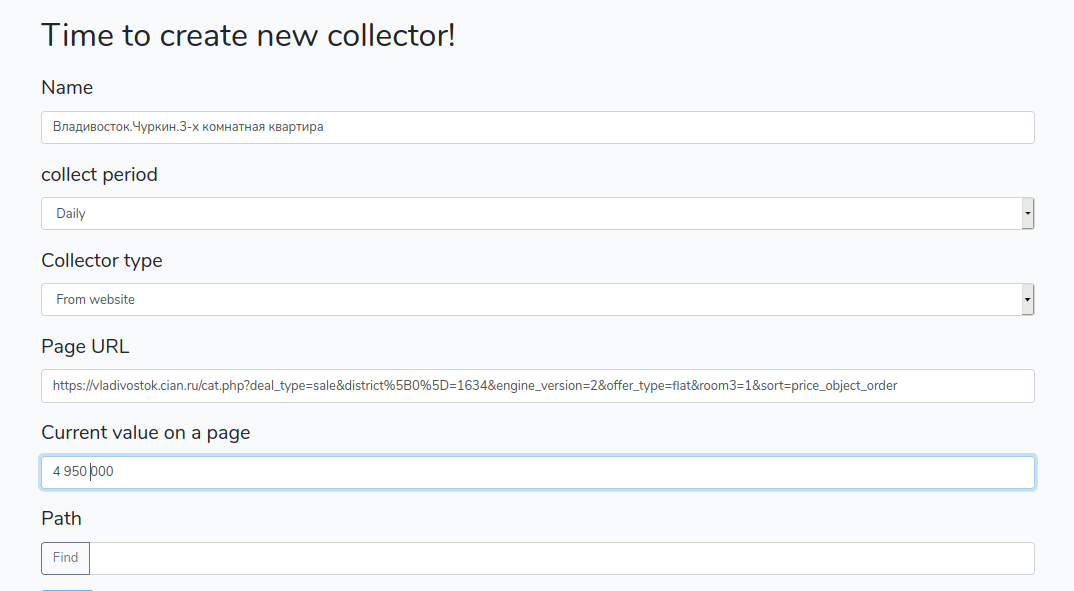 Time to create new collector!
Name
Владивосток.Чуркин.3-х комнатная квартира
collect period
Daily
Collector type
From website
Page URL
https://vladivostok.cian.ru/cat.php?deal_type=sale&district%5B0%5D=1634&engine_version=2&offer_type=flat&room3=1&sort=price_object_order
Current value on a page
4 950 000
Path
Find